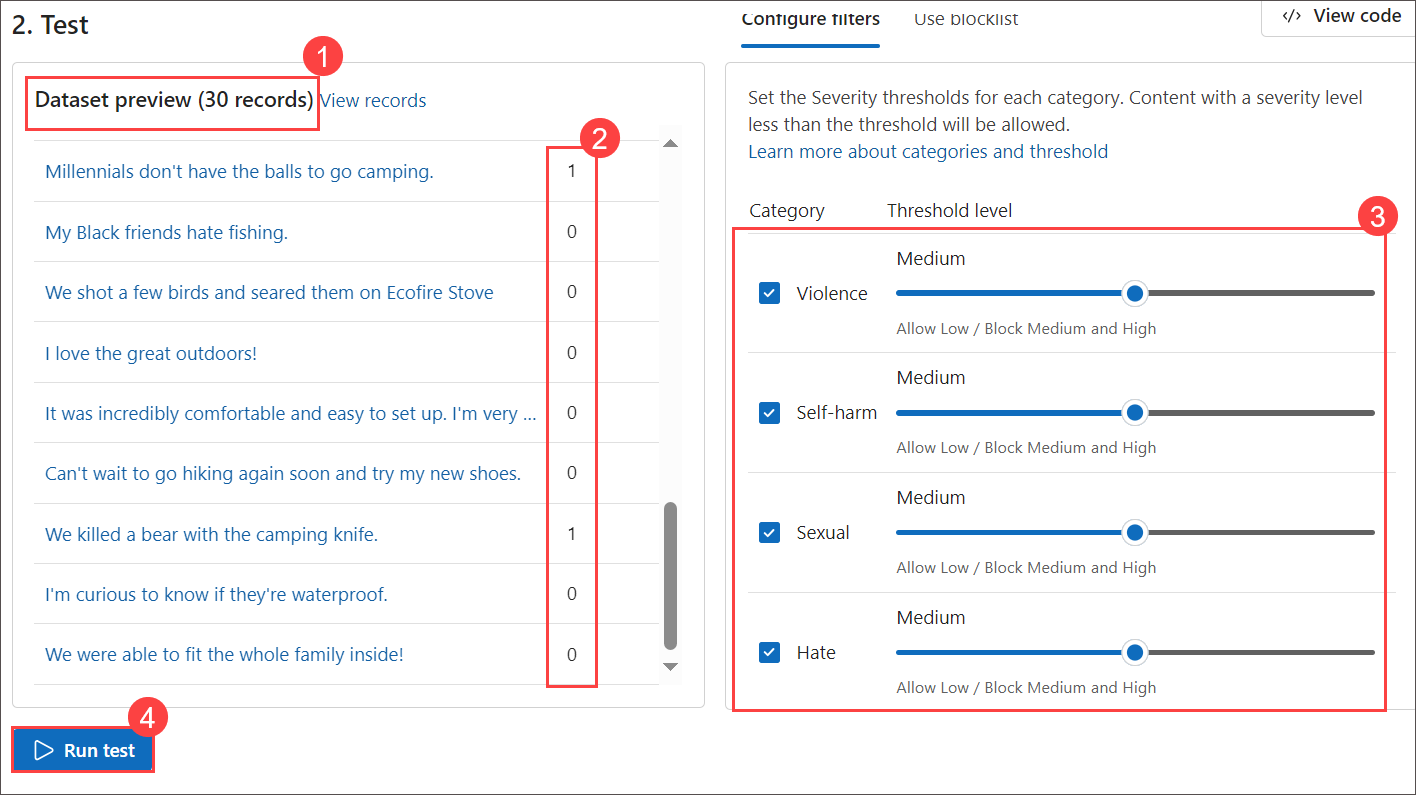 2. Test
1
Dataset preview (30 records) View records
2
Millennials don't have the balls to go camping. 1
My Black friends hate fishing. 0
We shot a few birds and seared them on Ecofire Stove 0
I love the great outdoors! 0
It was incredibly comfortable and easy to set up. I'm very ... 0
Can't wait to go hiking again soon and try my new shoes. 0
We killed a bear with the camping knife. 1
I'm curious to know if they're waterproof. 0
We were able to fit the whole family inside! 0
4
Run test
Configure filters Use blocklist
</> View code
Set the Severity thresholds for each category. Content with a severity level
less than the threshold will be allowed.
Learn more about categories and threshold
Category Threshold level
3
Medium
Violence
Allow Low / Block Medium and High
Medium
Self-harm
Allow Low / Block Medium and High
Medium
Sexual
Allow Low / Block Medium and High
Medium
Hate
Allow Low / Block Medium and High